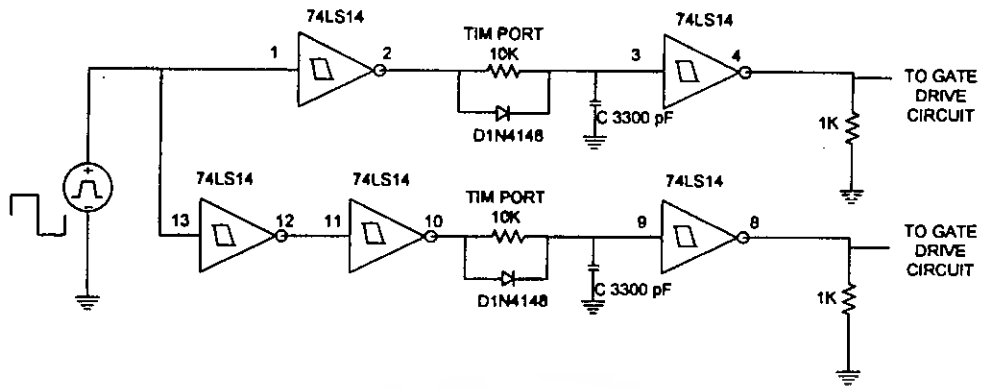 74LS14
1
2
TIM PORT
10K
D1N4148
3
C 3300 pF
74LS14
4
1K
TO GATE
DRIVE
CIRCUIT
+
-
74LS14
13
12
11
74LS14
10
TIM PORT
10K
D1N4148
9
C 3300 pF
74LS14
8
1K
TO GATE
DRIVE
CIRCUIT